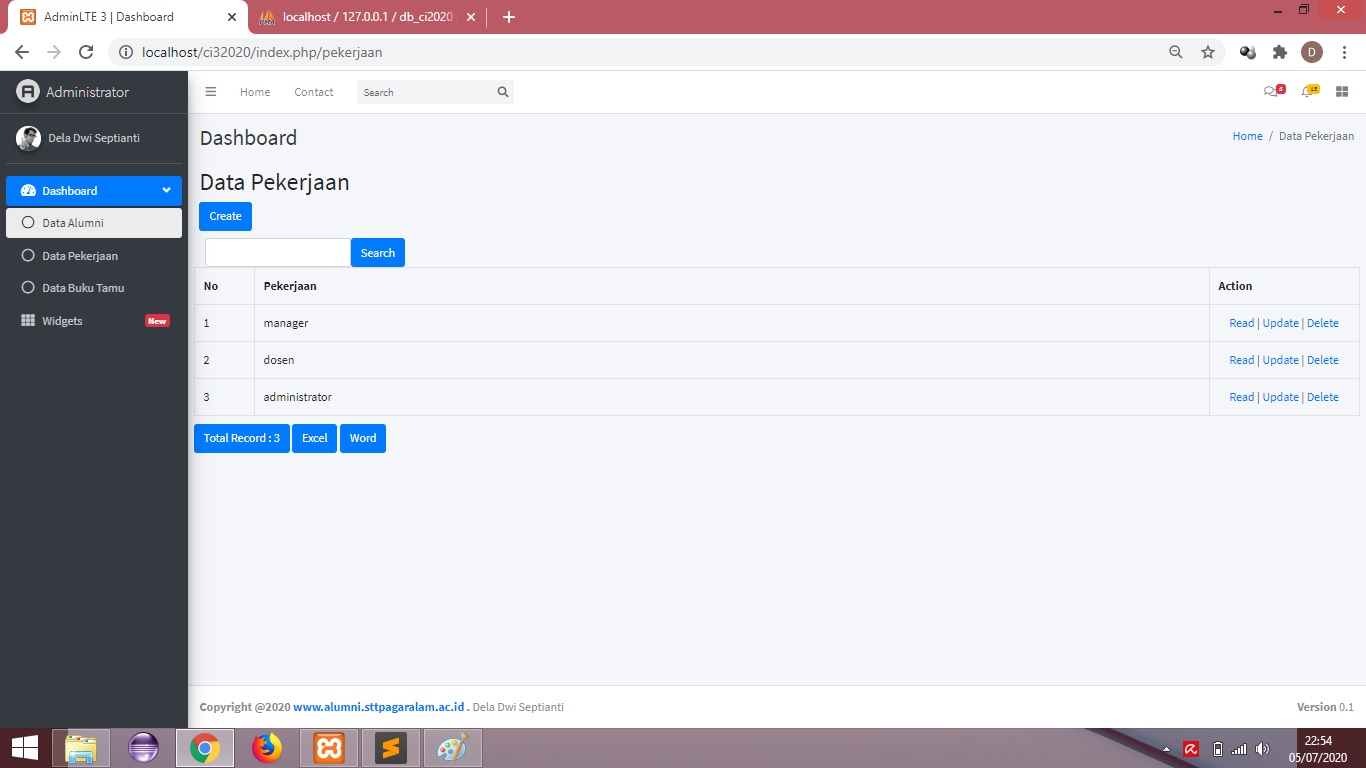 AdminLTE 3 | Dashboard
localhost / 127.0.0.1 / db_ci2020
localhost/ci32020/index.php/pekerjaan
D
Administrator
Home Contact Search
Dela Dwi Septianti
Dashboard
Home / Data Pekerjaan
Dashboard
Data Alumni
Data Pekerjaan
Data Buku Tamu
Widgets New
Data Pekerjaan
Create
Search
No Pekerjaan Action
1 manager Read | Update | Delete
2 dosen Read | Update | Delete
3 administrator Read | Update | Delete
Total Record : 3 Excel Word
Copyright @2020 www.alumni.sttpagaralam.ac.id . Dela Dwi Septianti
Version 0.1
22:54
05/07/2020